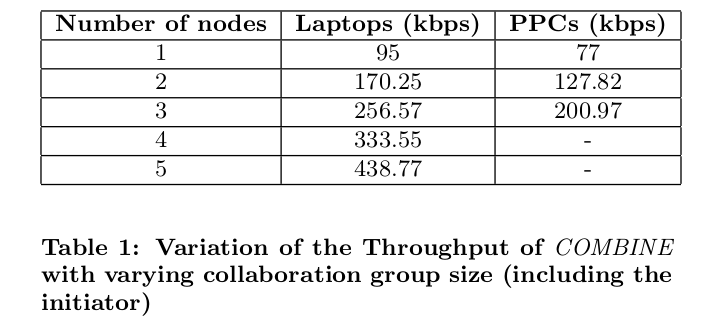 Number of nodes Laptops (kbps) PPCs (kbps)
1 95 77
2 170.25 127.82
3 256.57 200.97
4 333.55 -
5 438.77 -
Table 1: Variation of the Throughput of COMBINE
with varying collaboration group size (including the
initiator)